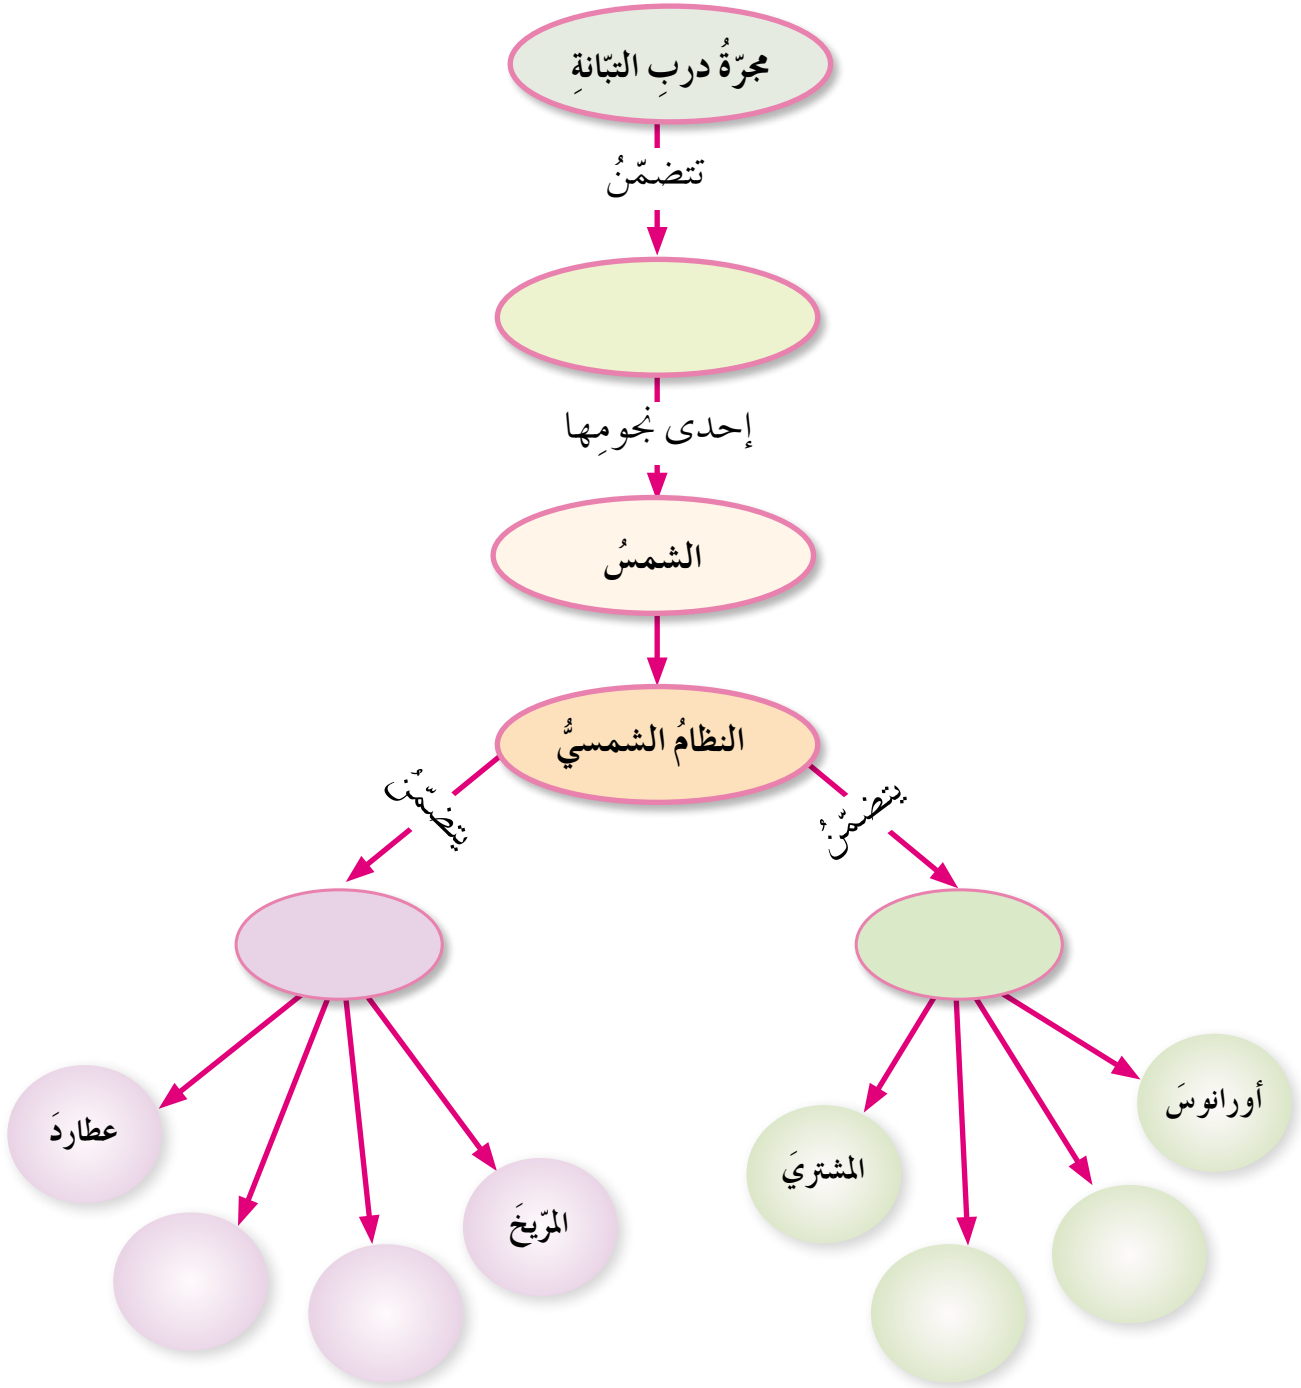 مجرّةُ دربِ التبّانةِ
تتضمّنُ
إحدى نجومِها
الشمسُ
النظامُ الشمسيُّ
يتضمّنُ
يتضمّنُ
أورانوسَ
المشتريَ
المرّيخَ
عطاردَ